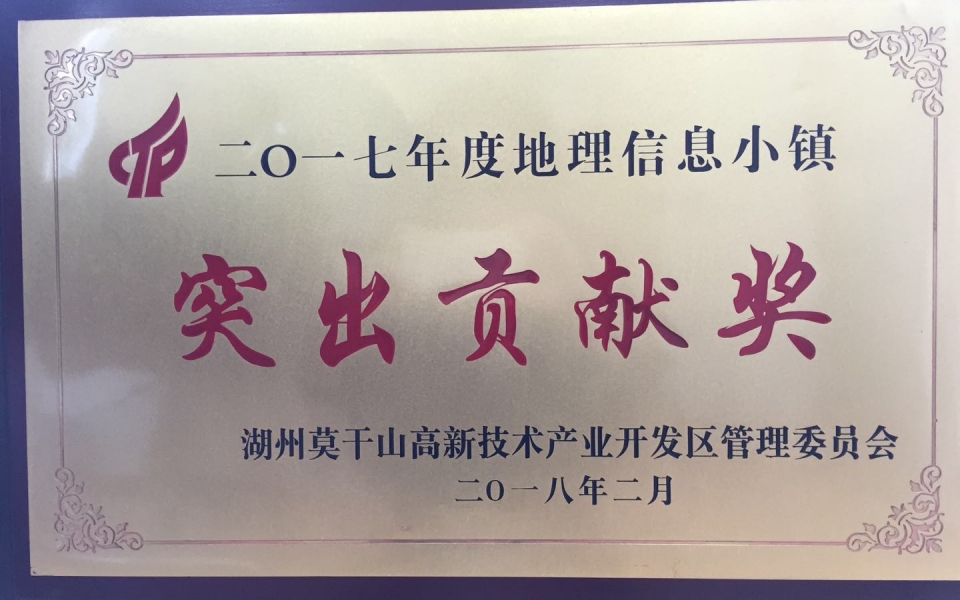 二〇一七年度地理信息小镇
突出贡献奖
湖州莫干山高新技术产业开发区管理委员会
二〇一八年二月